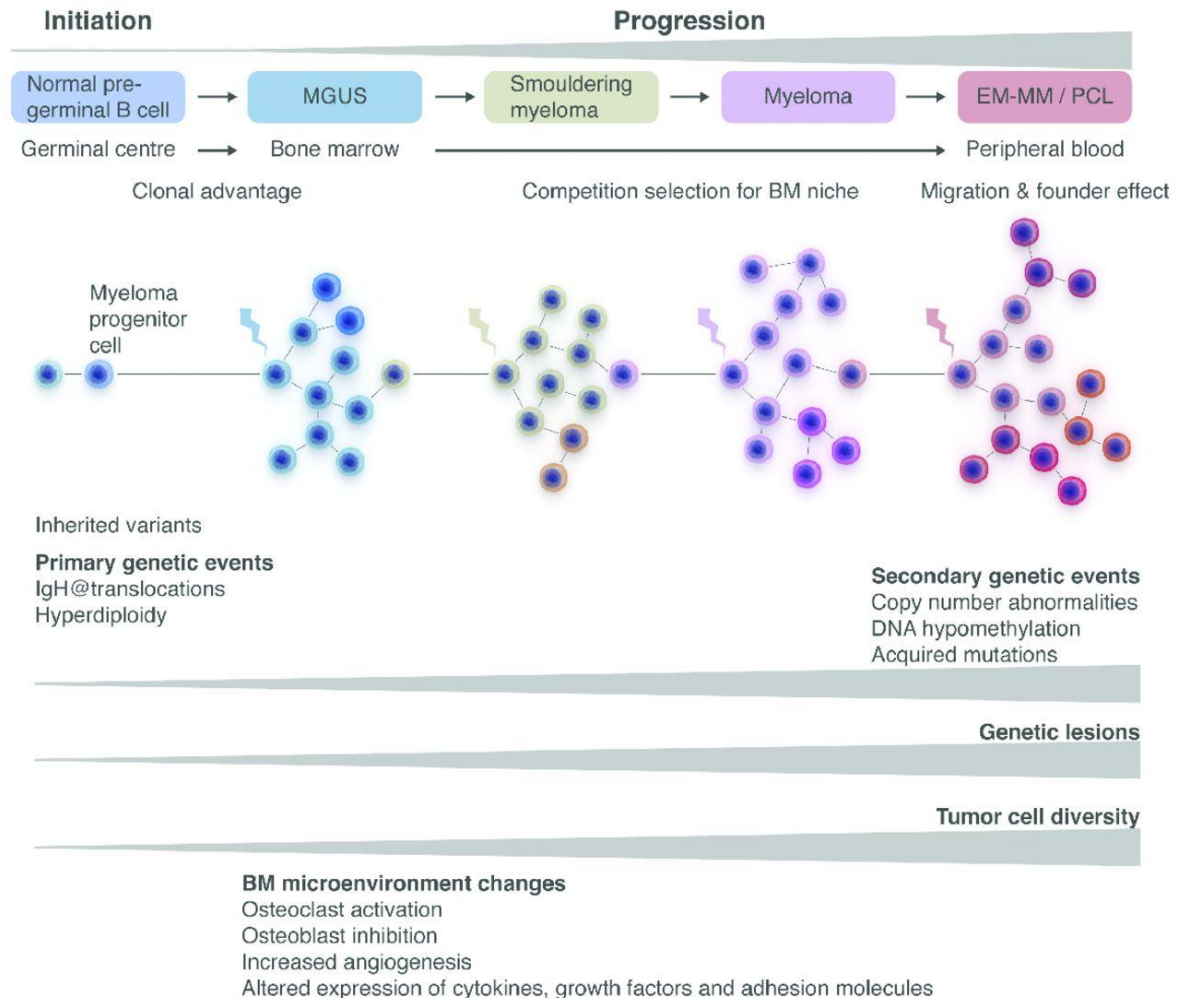 Initiation
Progression
Normal pre-
germinal B cell
MGUS
Smouldering
myeloma
Myeloma
EM-MM / PCL
Germinal centre
Bone marrow
Peripheral blood
Clonal advantage
Competition selection for BM niche
Migration & founder effect
Myeloma
progenitor
cell
Inherited variants
Primary genetic events
IgH@translocations
Hyperdiploidy
Secondary genetic events
Copy number abnormalities
DNA hypomethylation
Acquired mutations
Genetic lesions
Tumor cell diversity
BM microenvironment changes
Osteoclast activation
Osteoblast inhibition
Increased angiogenesis
Altered expression of cytokines, growth factors and adhesion molecules